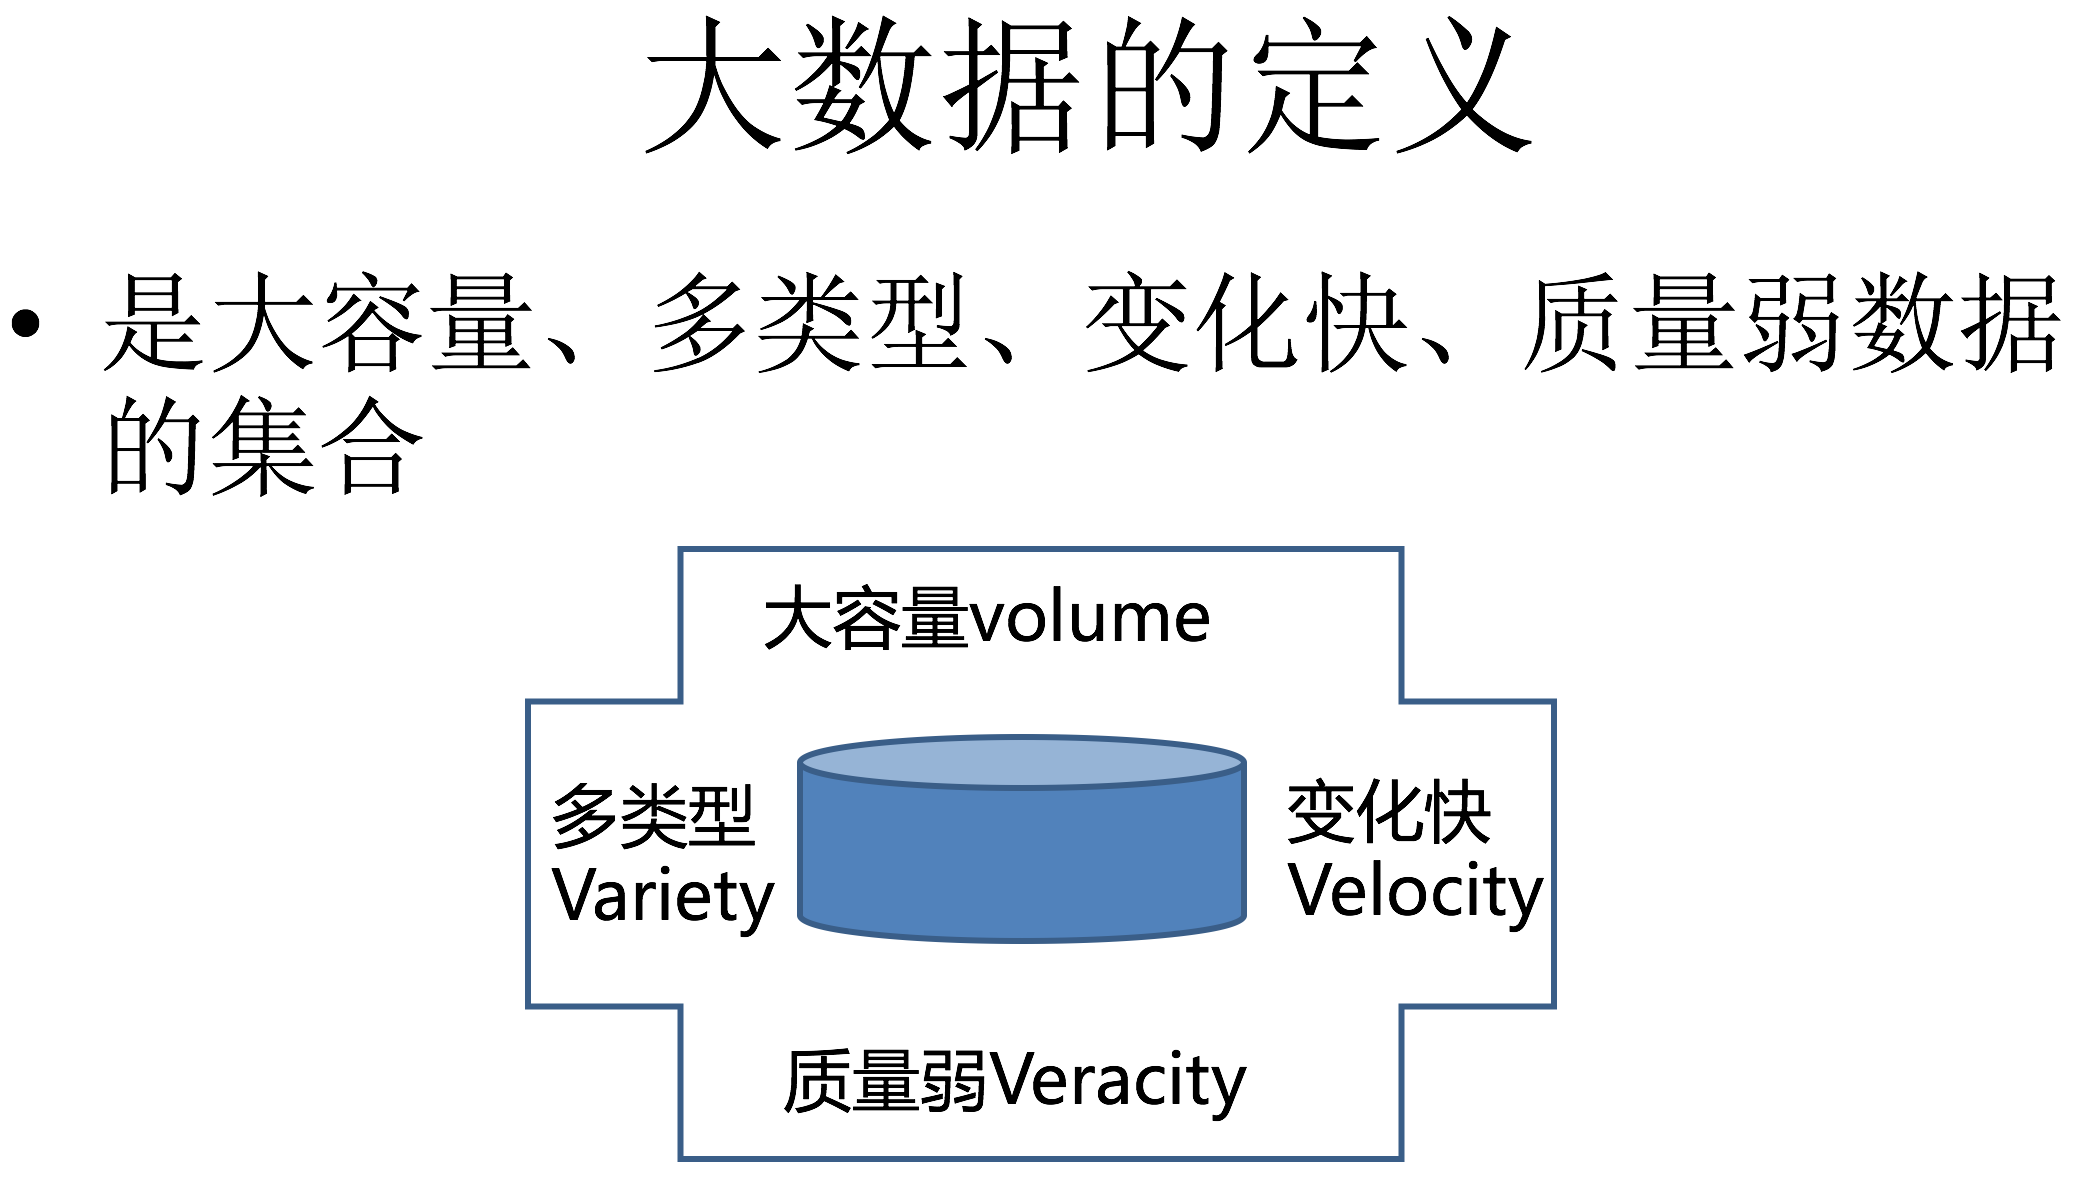 大数据的定义
• 是大容量、多类型、变化快、质量弱数据
的集合
大容量volume
多类型
Variety
变化快
Velocity
质量弱Veracity